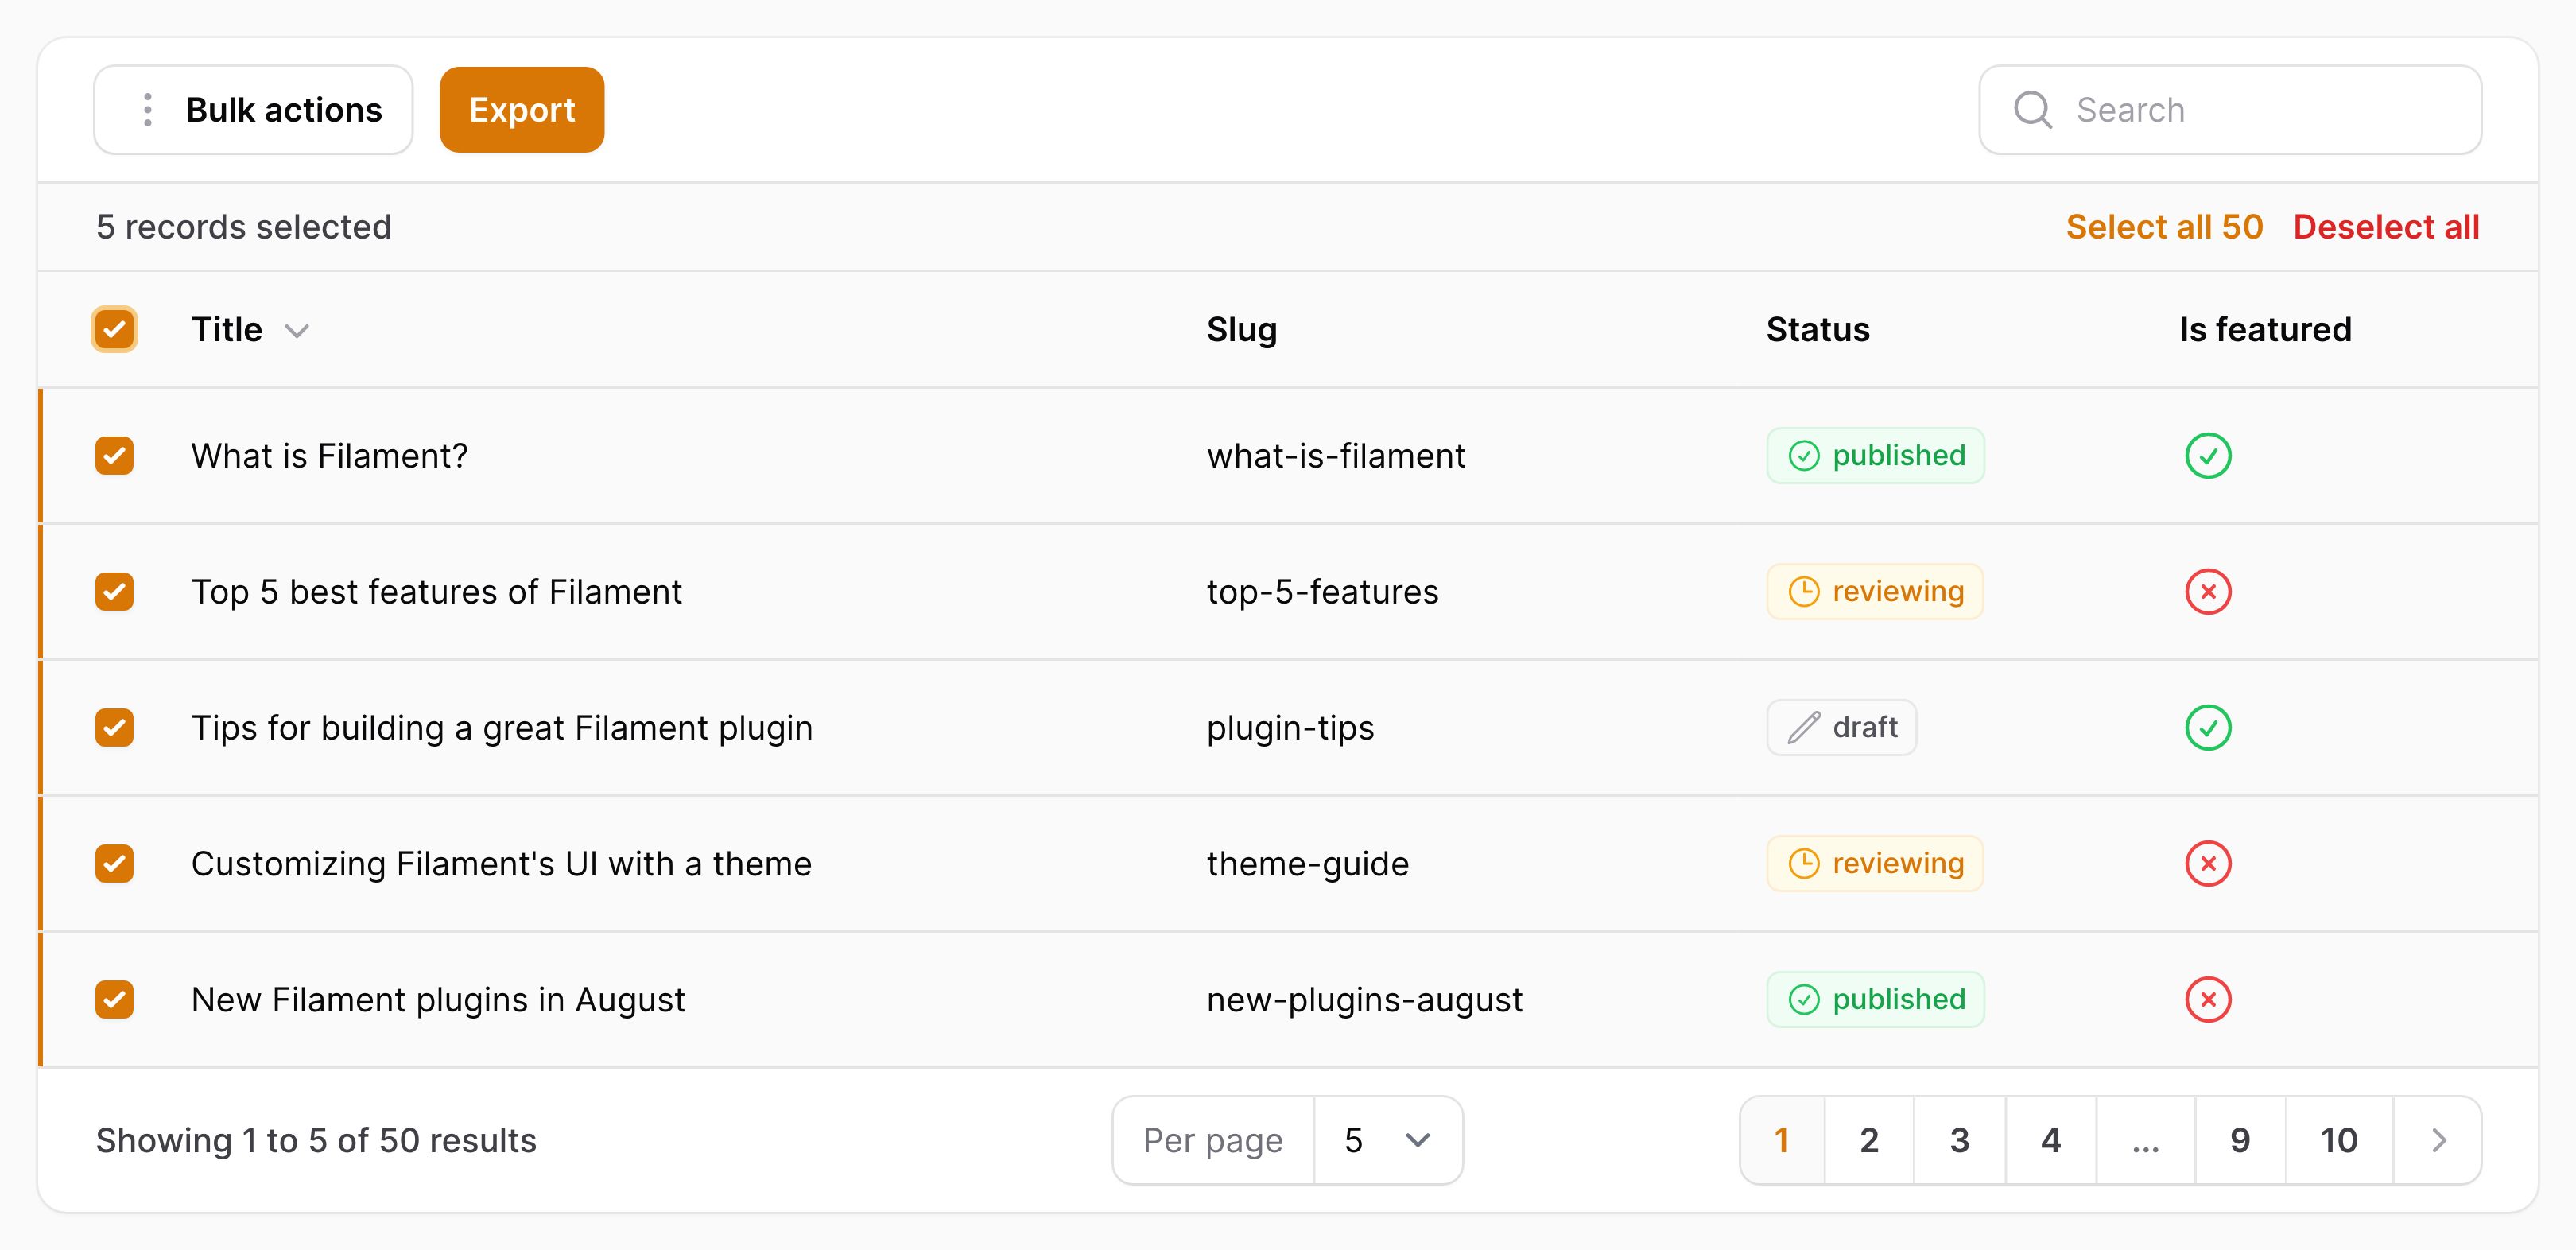 Bulk actions Export Search
5 records selected Select all 50 Deselect all
Title Slug Status Is featured
What is Filament? what-is-filament published
Top 5 best features of Filament top-5-features reviewing
Tips for building a great Filament plugin plugin-tips draft
Customizing Filament's UI with a theme theme-guide reviewing
New Filament plugins in August new-plugins-august published
Showing 1 to 5 of 50 results Per page 5 1 2 3 4 ... 9 10